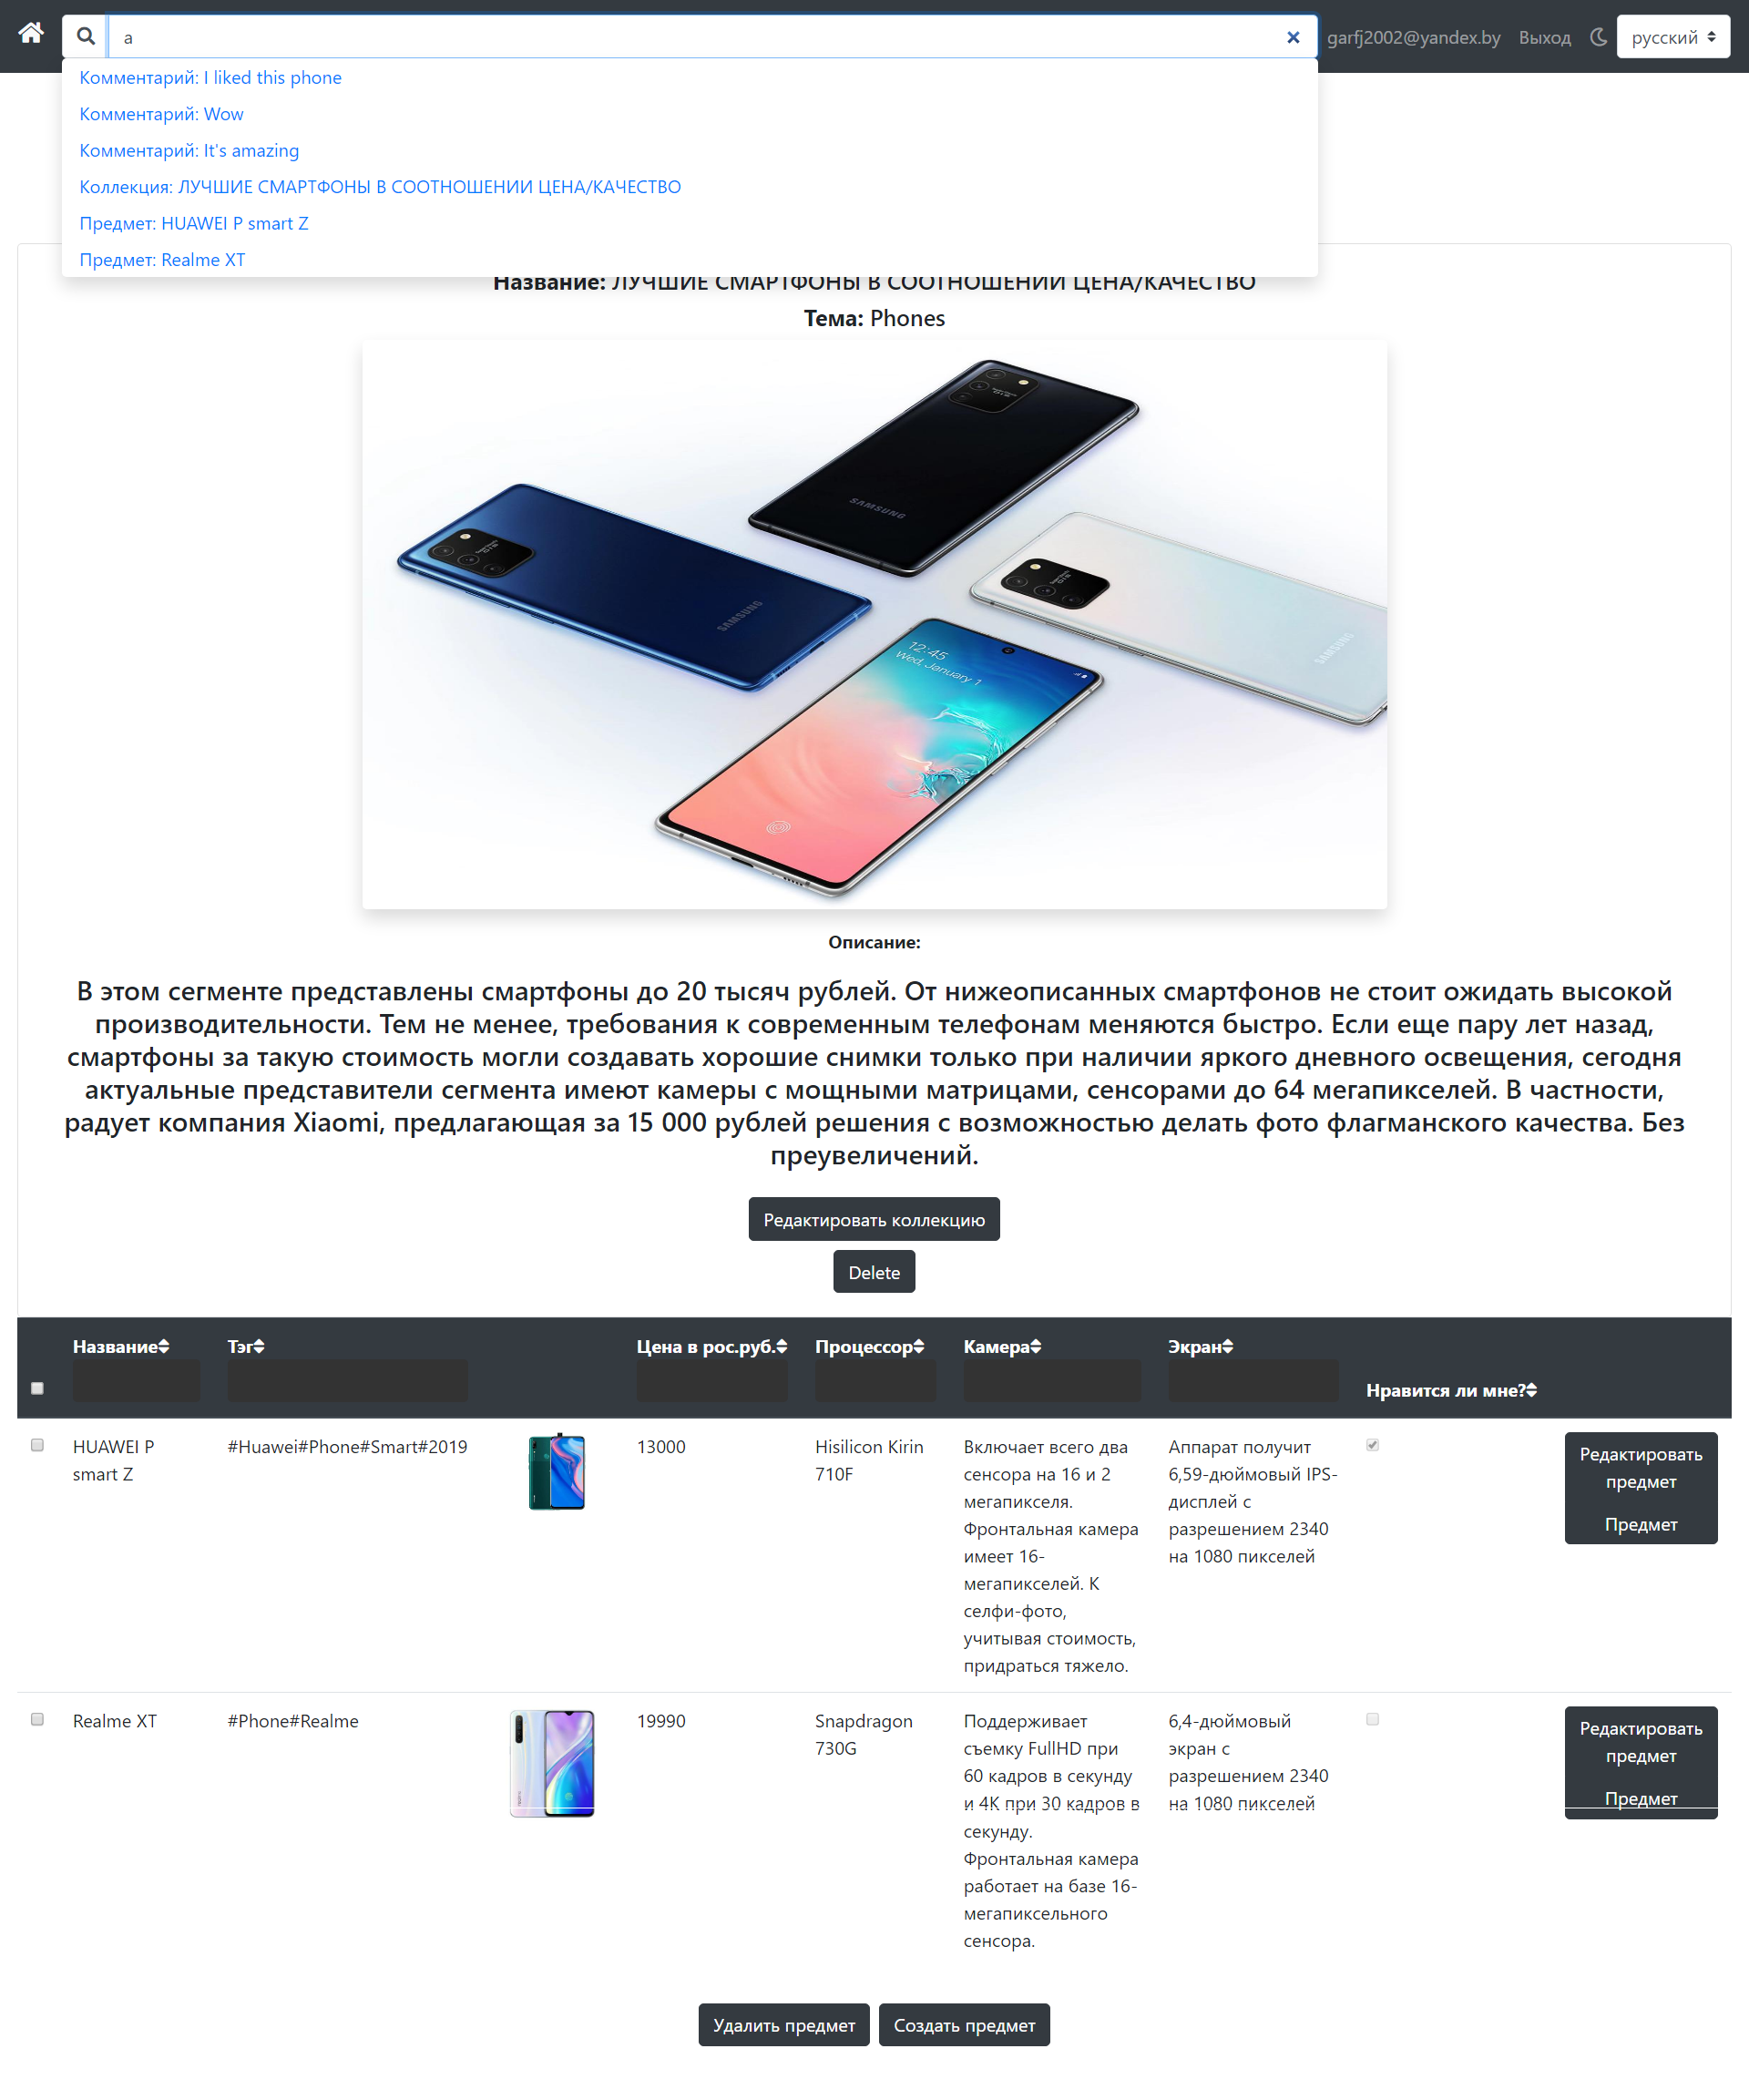 a
garfj2002@yandex.by Выход русский
Комментарий: I liked this phone
Комментарий: Wow
Комментарий: It's amazing
Коллекция: ЛУЧШИЕ СМАРТФОНЫ В СООТНОШЕНИИ ЦЕНА/КАЧЕСТВО
Предмет: HUAWEI P smart Z
Предмет: Realme XT
Название: ЛУЧШИЕ СМАРТФОНЫ В СООТНОШЕНИИ ЦЕНА/КАЧЕСТВО
Тема: Phones
SAMSUNG
SAMSUNG
SAMSUNG
12:45
Wed, January 1
Описание:
В этом сегменте представлены смартфоны до 20 тысяч рублей. От нижеописанных смартфонов не стоит ожидать высокой
производительности. Тем не менее, требования к современным телефонам меняются быстро. Если еще пару лет назад,
смартфоны за такую стоимость могли создавать хорошие снимки только при наличии яркого дневного освещения, сегодня
актуальные представители сегмента имеют камеры с мощными матрицами, сенсорами до 64 мегапикселей. В частности,
радует компания Xiaomi, предлагающая за 15 000 рублей решения с возможностью делать фото флагманского качества. Без
преувеличений.
Редактировать коллекцию
Delete
Название Тэг Цена в рос.руб. Процессор Камера Экран
Нравится ли мне?
HUAWEI P
smart Z
#Huawei#Phone#Smart#2019
13000
Hisilicon Kirin
710F
Включает всего два
сенсора на 16 и 2
мегапикселя.
Фронтальная камера
имеет 16-
мегапикселей. К
селфи-фото,
учитывая стоимость,
придраться тяжело.
Аппарат получит
6,59-дюймовый IPS-
дисплей с
разрешением 2340
на 1080 пикселей
Редактировать
предмет
Предмет
Realme XT
#Phone#Realme
19990
Snapdragon
730G
Поддерживает
съемку FullHD при
60 кадров в секунду
и 4К при 30 кадров в
секунду.
Фронтальная камера
работает на базе 16-
мегапиксельного
сенсора.
6,4-дюймовый
экран с
разрешением 2340
на 1080 пикселей
Редактировать
предмет
Предмет
Удалить предмет Создать предмет